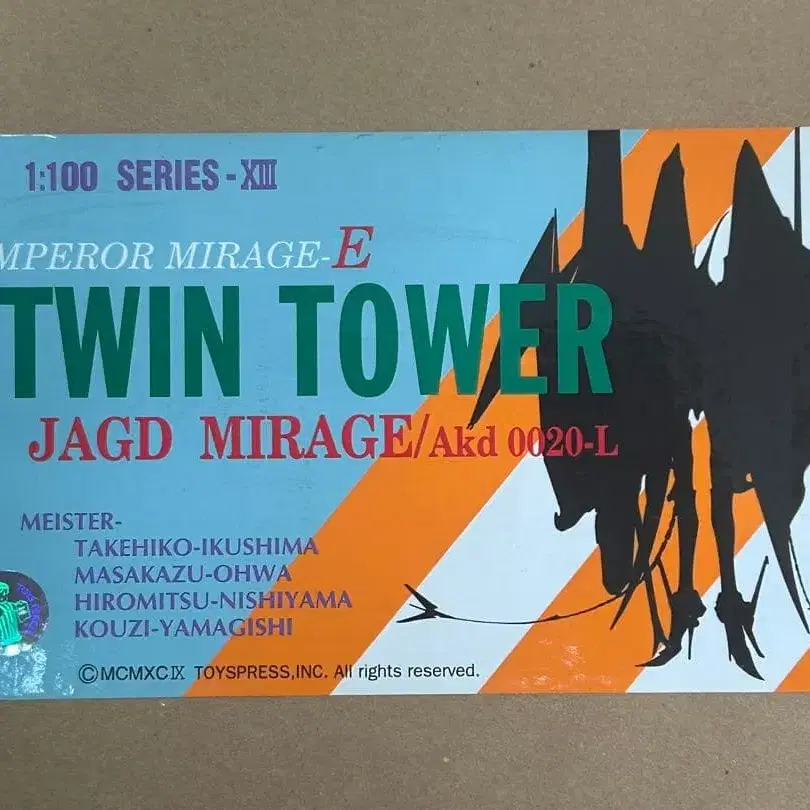 1:100 SERIES-XIII
MPEROR MIRAGE-E
TWIN TOWER
JAGD MIRAGE/Akd 0020-L
MEISTER-
TAKEHIKO-IKUSHIMA
MASAKAZU-OHWA
HIROMITSU-NISHIYAMA
KOUZI-YAMAGISHI
©MCMXCIX TOYSPRESS,INC. All rights reserved.